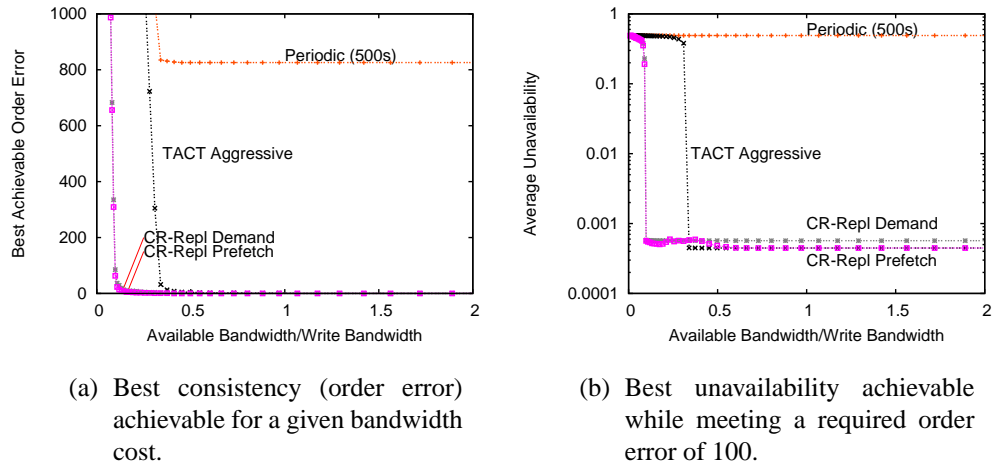 1000
800
600
400
200
0
Best Achievable Order Error
Periodic (500s)
TACT Aggressive
CR-Repl Demand
CR-Repl Prefetch
0 0.5 1 1.5 2
Available Bandwidth/Write Bandwidth
1
0.1
0.01
0.001
0.0001
Average Unavailability
Periodic (500s)
TACT Aggressive
CR-Repl Demand
CR-Repl Prefetch
0 0.5 1 1.5 2
Available Bandwidth/Write Bandwidth
(a) Best consistency (order error)
achievable for a given bandwidth
cost.
(b) Best unavailability achievable
while meeting a required order
error of 100.